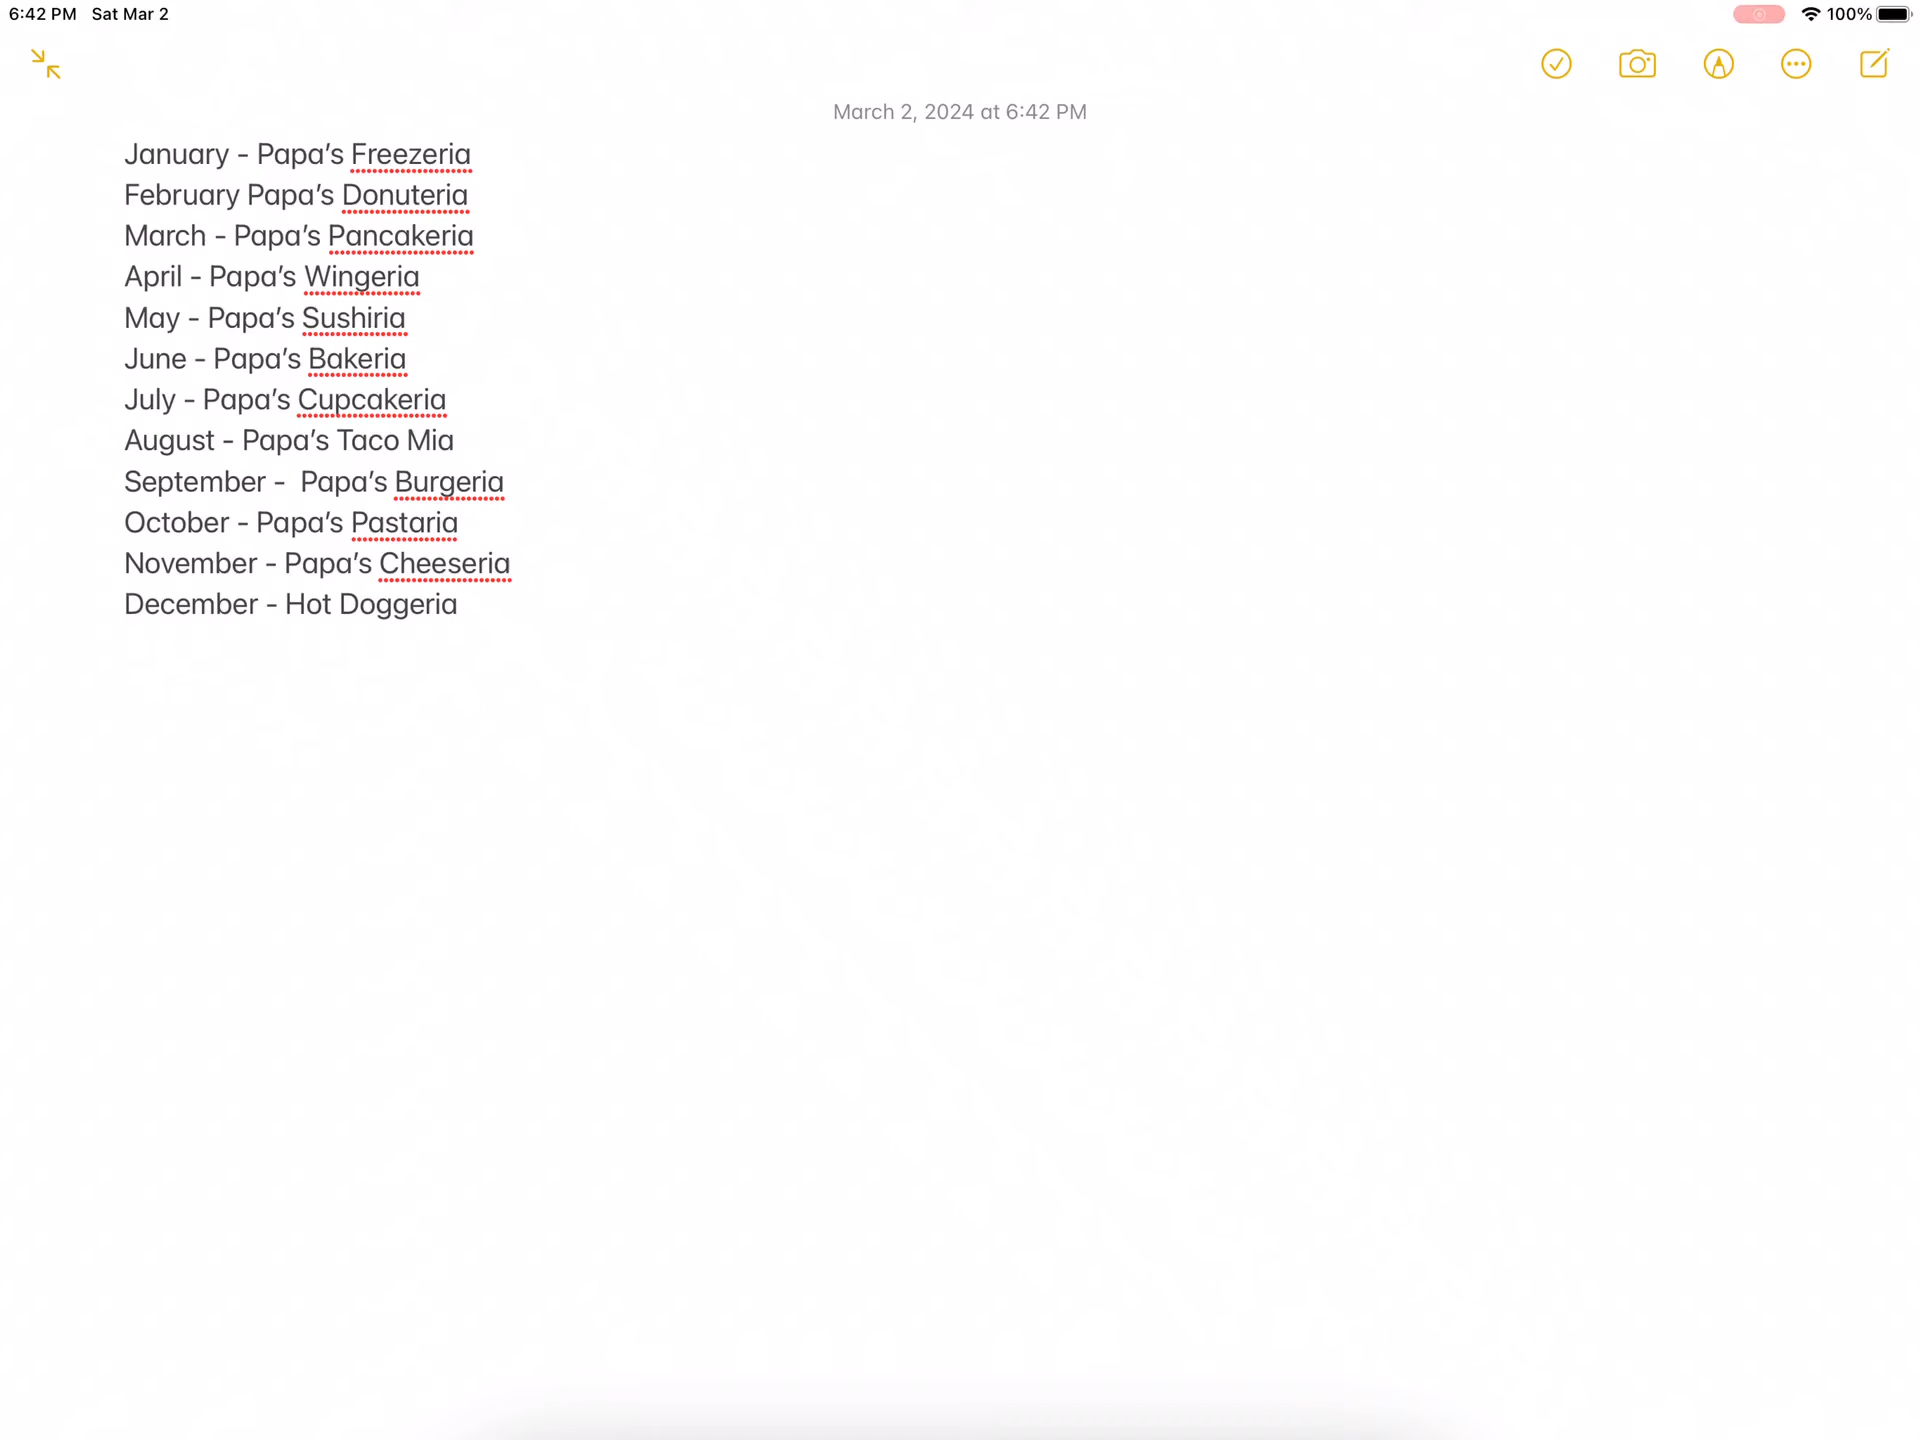 6:42 PM Sat Mar 2 100%
March 2, 2024 at 6:42 PM
January - Papa’s Freezeria
February Papa’s Donuteria
March - Papa’s Pancakeria
April - Papa’s Wingeria
May - Papa’s Sushiria
June - Papa’s Bakeria
July - Papa’s Cupcakeria
August - Papa’s Taco Mia
September -  Papa’s Burgeria
October - Papa’s Pastaria
November - Papa’s Cheeseria
December - Hot Doggeria